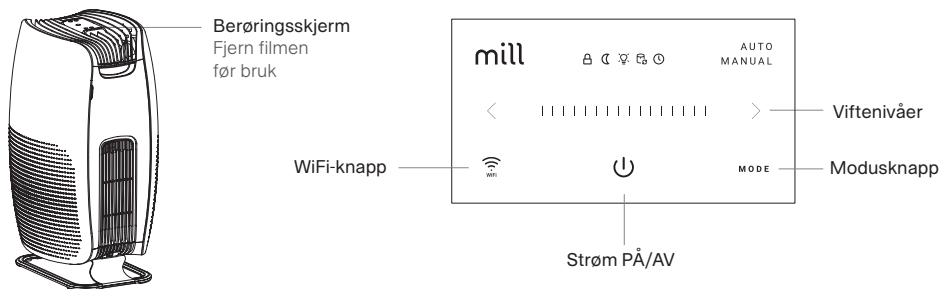 Berøringsskjerm
Fjern filmen
før bruk
mill
AUTO
MANUAL
Viftenivåer
WiFi-knapp
WiFi
MODE
Modusknapp
Strøm PÅ/AV